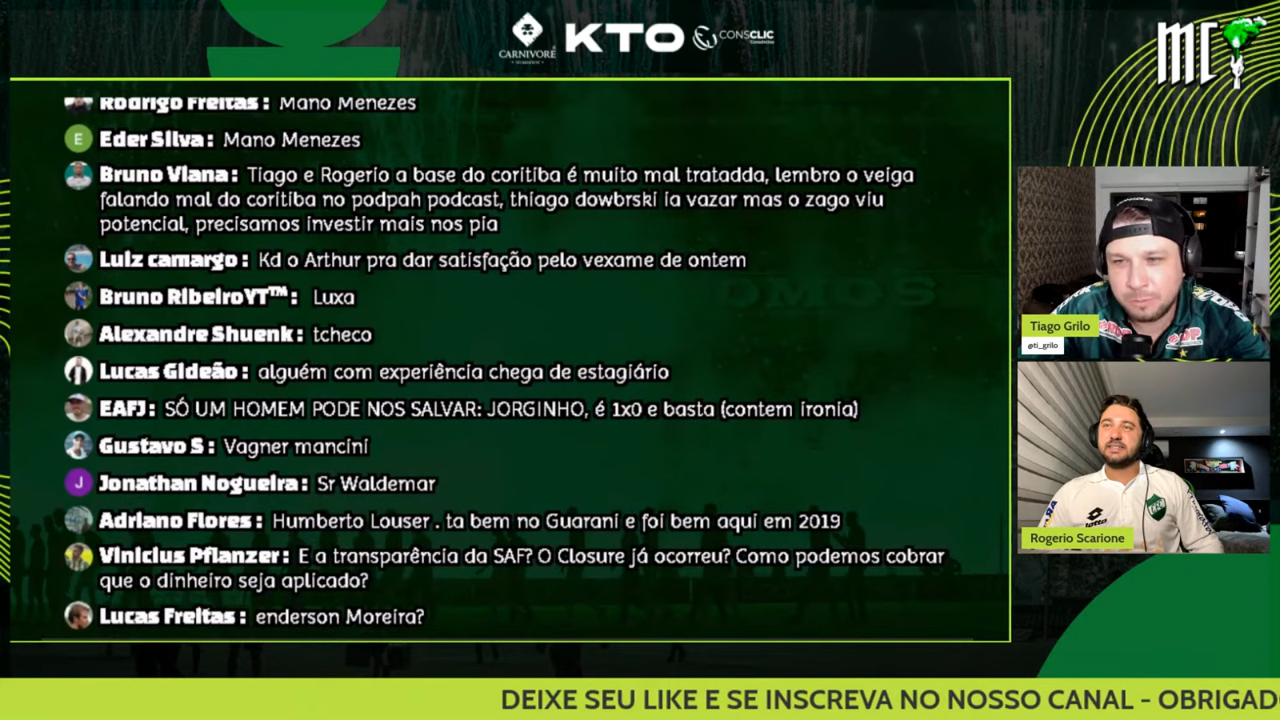 CARNIVORÉ
KTO
CONSCLIC
MC
Rodrigo Freitas : Mano Menezes
E
Eder Silva : Mano Menezes
Bruno Viana : Tiago e Rogerio a base do coritiba é muito mal tratadda, lembro o veiga
falando mal do coritiba no podpah podcast, thiago dowbrski ia vazar mas o zago viu
potencial, precisamos investir mais nos pia
Luiz camargo : Kd o Arthur pra dar satisfação pelo vexame de ontem
Bruno RibeiroYT™ : Luxa
Alexandre Shuenk : tcheco
Lucas Gideão : alguém com experiência chega de estagiário
EAFJ : SÓ UM HOMEM PODE NOS SALVAR: JORGINHO, é 1x0 e basta (contem ironia)
Gustavo S : Vagner mancini
J
Jonathan Nogueira : Sr Waldemar
Adriano Flores : Humberto Louser . ta bem no Guarani e foi bem aqui em 2019
Vinicius Pflanzer : E a transparência da SAF? O Closure já ocorreu? Como podemos cobrar
que o dinheiro seja aplicado?
Lucas Freitas : enderson Moreira?
OMOS
Tiago Grilo
@ti_grilo
lotto
Rogerio Scarione
DEIXE SEU LIKE E SE INSCREVA NO NOSSO CANAL - OBRIGAD